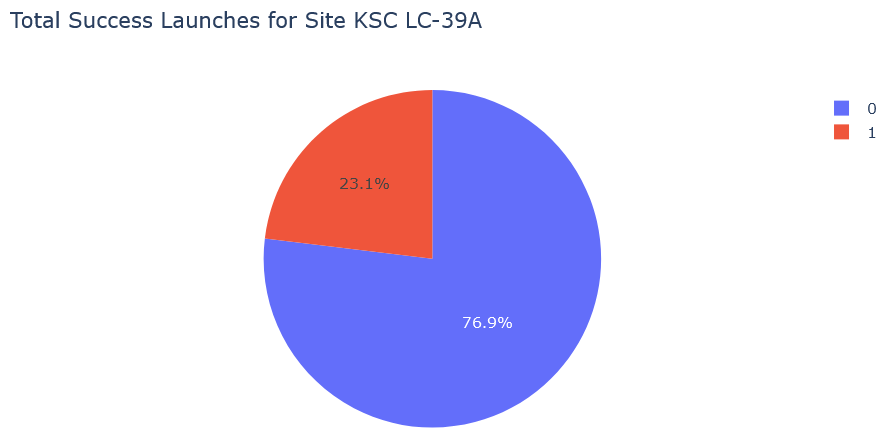 Total Success Launches for Site KSC LC-39A
0
1
23.1%
76.9%